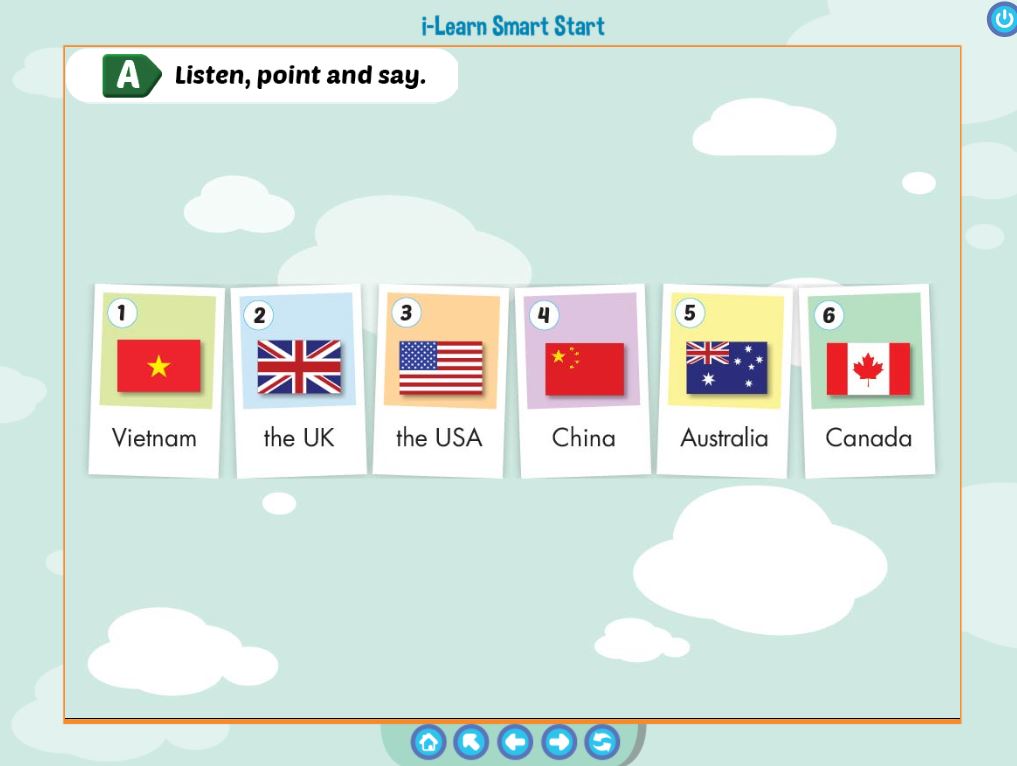 i-Learn Smart Start
A Listen, point and say.
1 2 3 4 5 6
Vietnam the UK the USA China Australia Canada